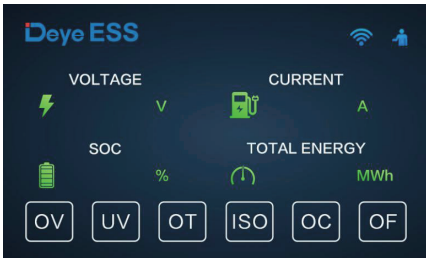 Deye ESS
VOLTAGE
V
CURRENT
A
SOC
%
TOTAL ENERGY
MWh
OV UV OT ISO OC OF